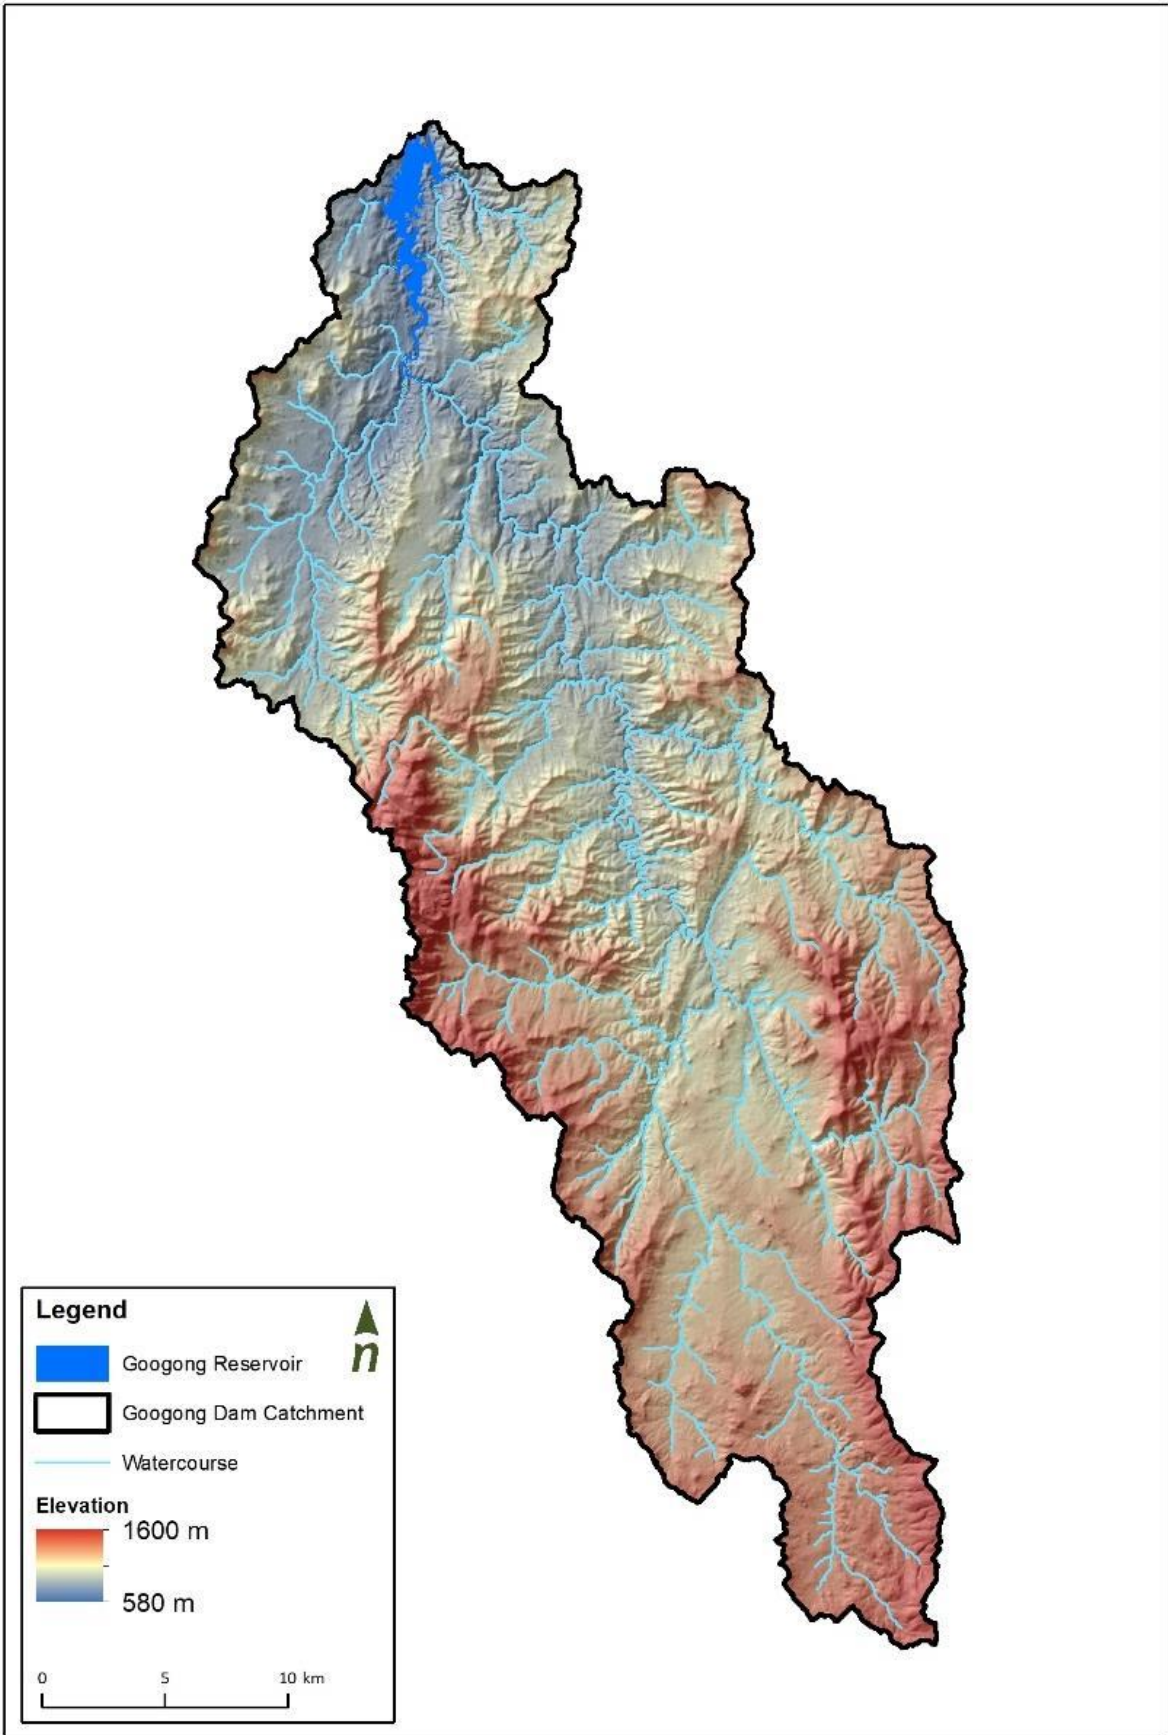 Legend
n
Googong Reservoir
Googong Dam Catchment
Watercourse
Elevation
1600 m
580 m
0 5 10 km